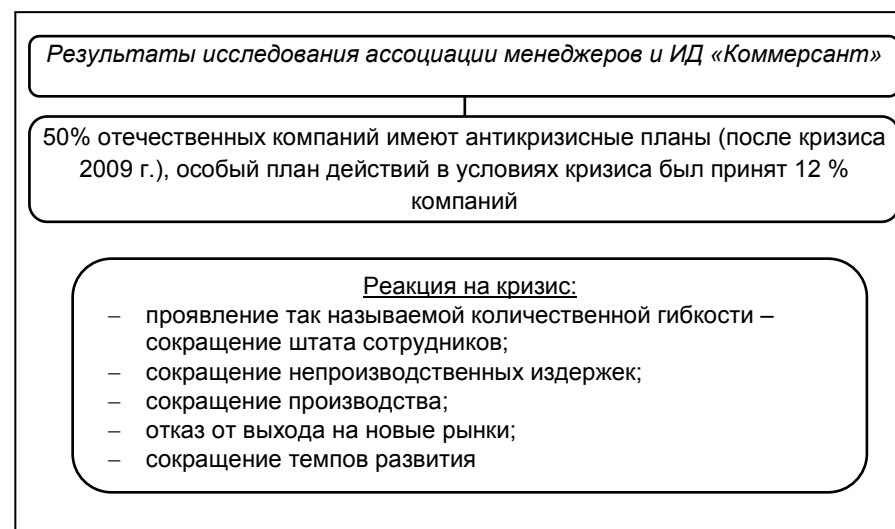 Результаты исследования ассоциации менеджеров и ИД «Коммерсант»
50% отечественных компаний имеют антикризисные планы (после кризиса
2009 г.), особый план действий в условиях кризиса был принят 12 %
компаний
Реакция на кризис:
– проявление так называемой количественной гибкости –
сокращение штата сотрудников;
– сокращение непроизводственных издержек;
– сокращение производства;
– отказ от выхода на новые рынки;
– сокращение темпов развития